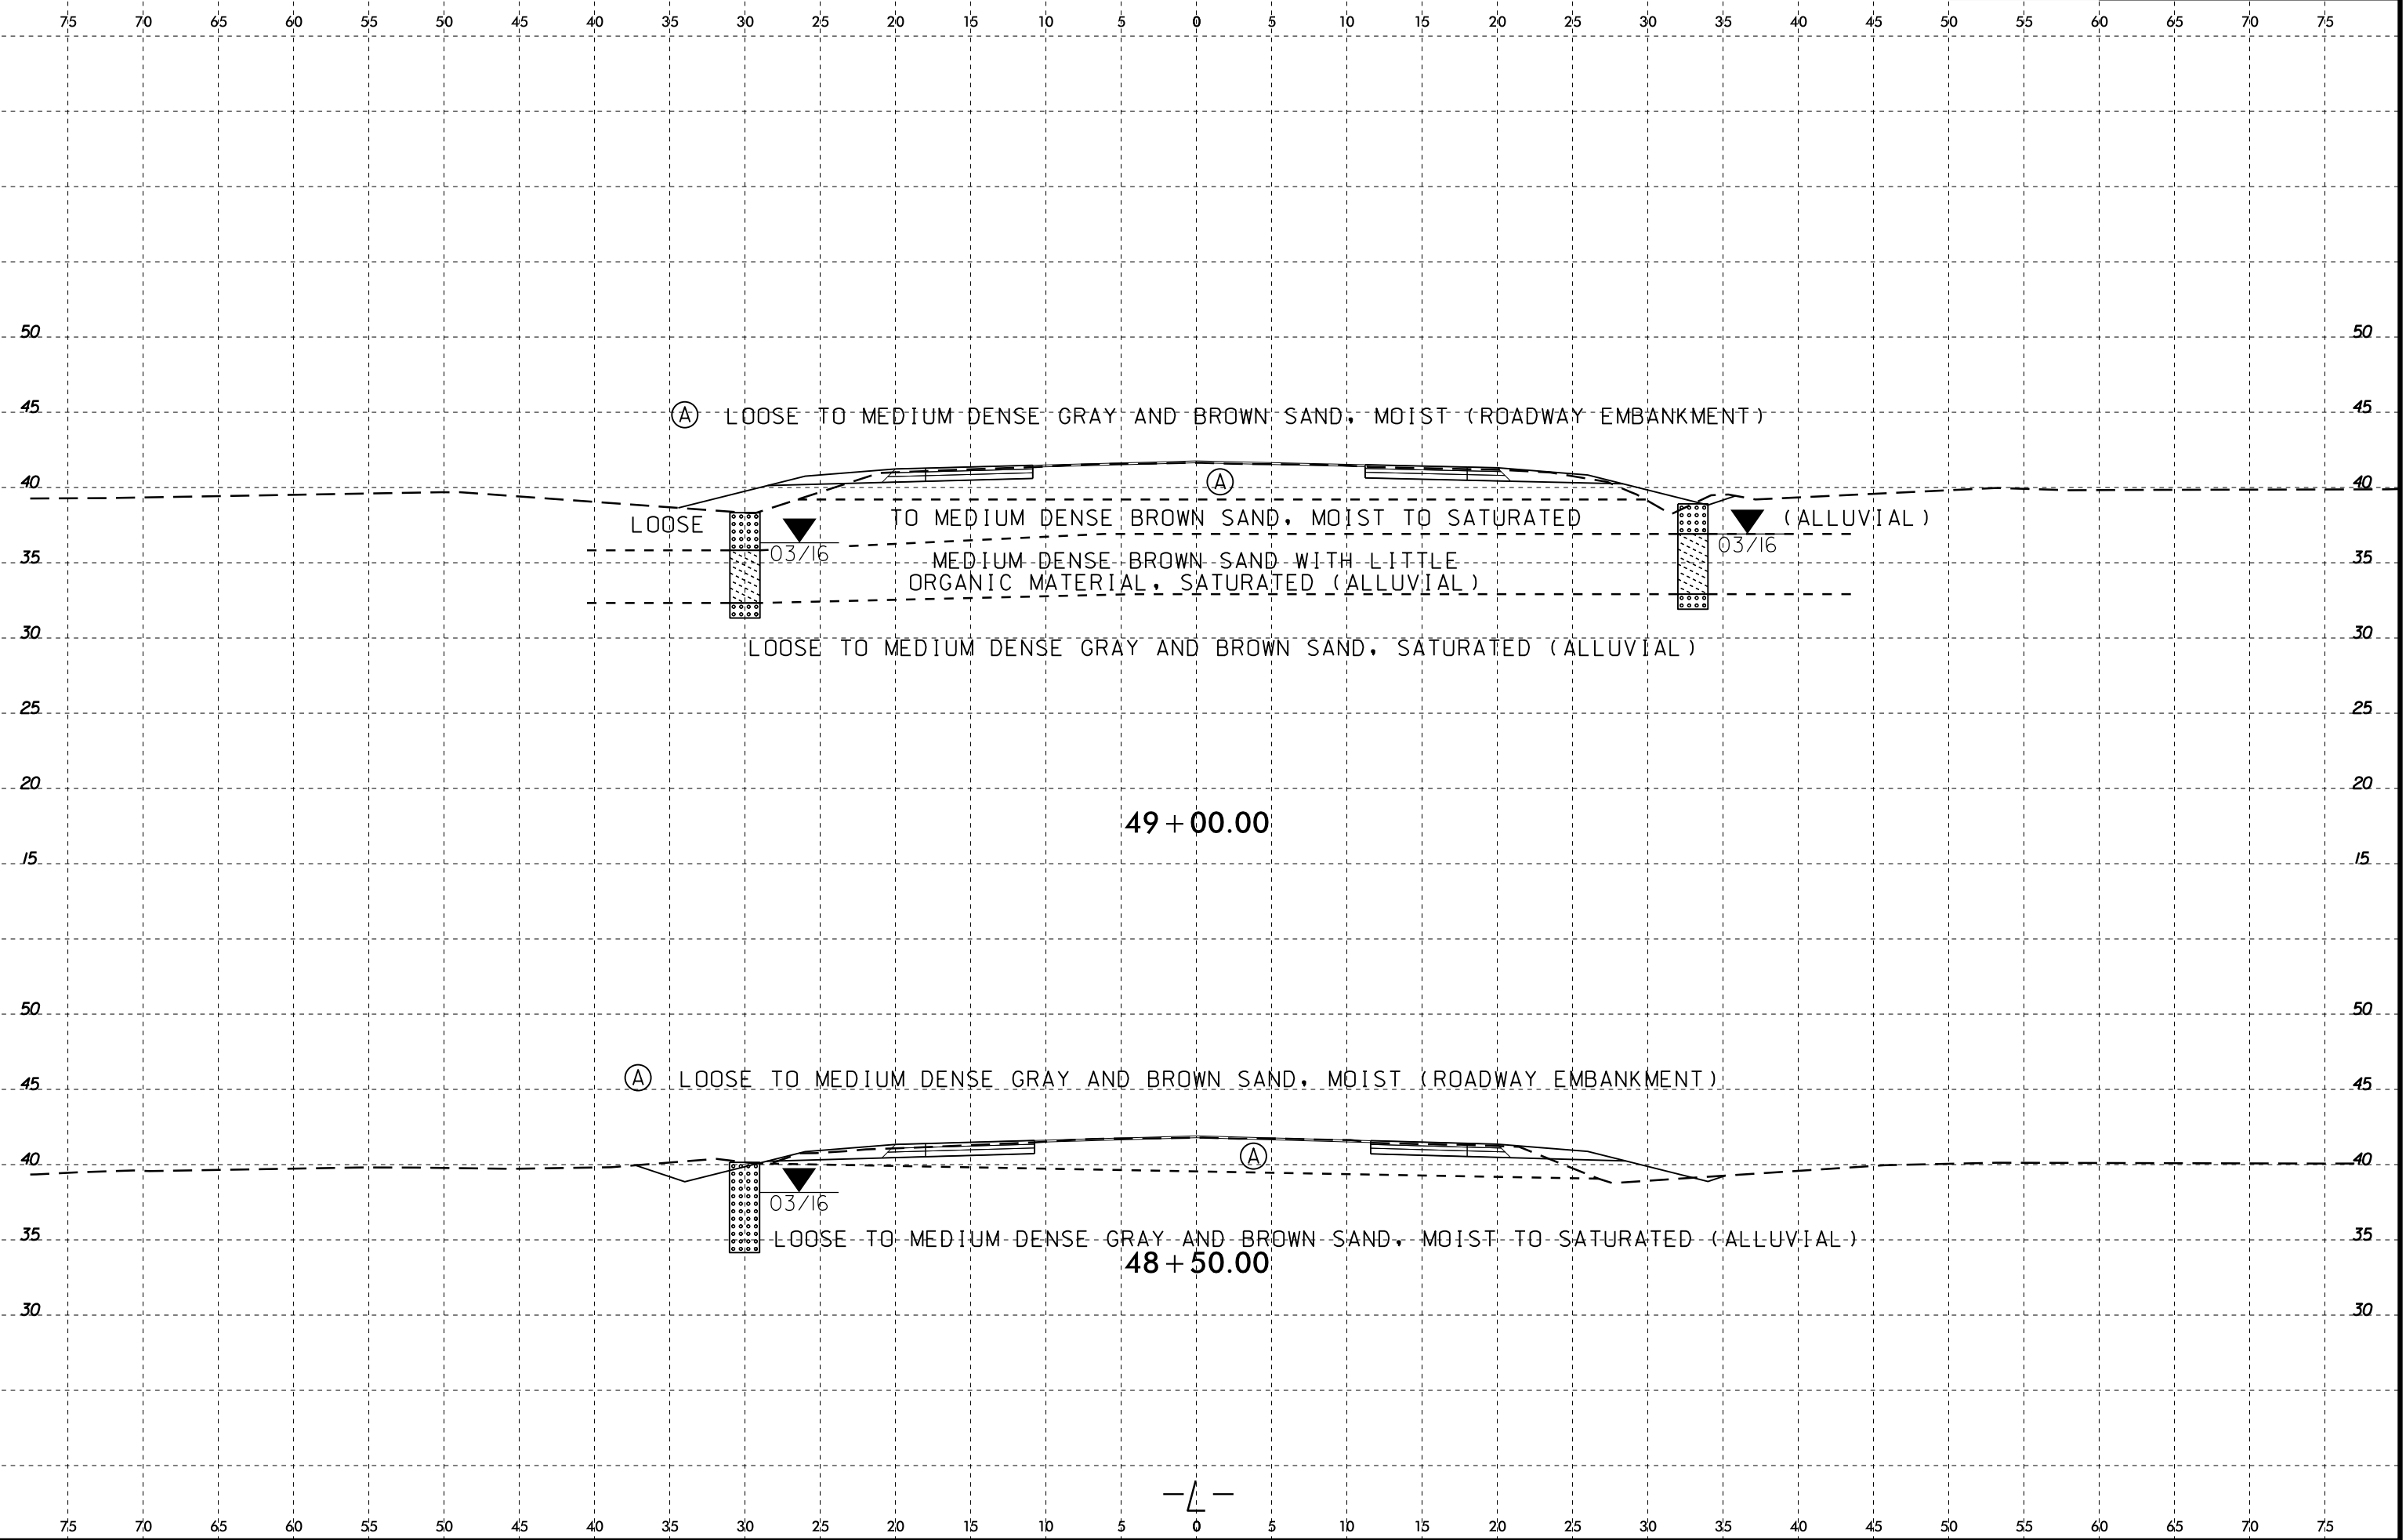 75 70 65 60 55 50 45 40 35 30 25 20 15 10 5 0 5 10 15 20 25 30 35 40 45 50 55 60 65 70 75
50 50
45 45
Ⓐ LOOSE TO MEDIUM DENSE GRAY AND BROWN SAND, MOIST (ROADWAY EMBANKMENT)
40 Ⓐ 40
LOOSE TO MEDIUM DENSE BROWN SAND, MOIST TO SATURATED (ALLUVIAL)
03/16 03/16
35 35
MEDIUM DENSE BROWN SAND WITH LITTLE
ORGANIC MATERIAL, SATURATED (ALLUVIAL)
30 30
LOOSE TO MEDIUM DENSE GRAY AND BROWN SAND, SATURATED (ALLUVIAL)
25 25
20 20
49+00.00
15 15
50 50
Ⓐ LOOSE TO MEDIUM DENSE GRAY AND BROWN SAND, MOIST (ROADWAY EMBANKMENT)
45 45
40 Ⓐ 40
03/16
35 35
LOOSE TO MEDIUM DENSE GRAY AND BROWN SAND, MOIST TO SATURATED (ALLUVIAL)
48+50.00
30 30
-L-
75 70 65 60 55 50 45 40 35 30 25 20 15 10 5 0 5 10 15 20 25 30 35 40 45 50 55 60 65 70 75